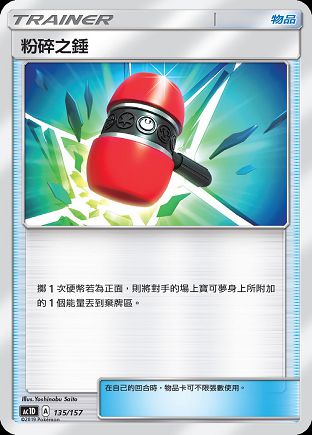 TRAINER
物品
粉碎之錘
擲1次硬幣若為正面，則將對手的場上寶可夢身上所附加
的1個能量丟到棄牌區。
Illus.Yoshinobu Saito
AC1D A 135/157
©2019 Pokémon
在自己的回合時，物品卡可不限張數使用。